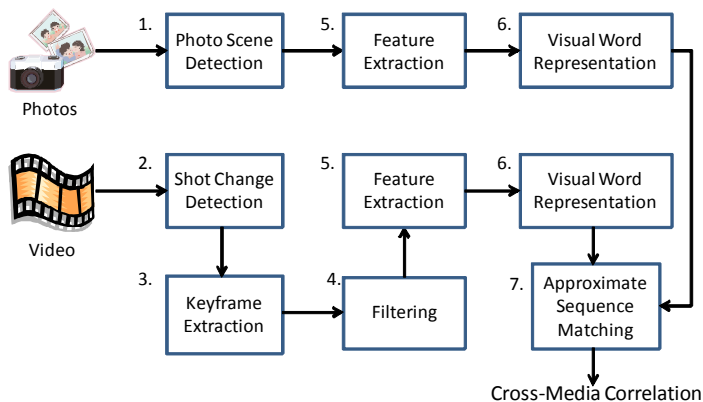 1.
Photo Scene
Detection
5.
Feature
Extraction
6.
Visual Word
Representation
Photos
2.
Shot Change
Detection
5.
Feature
Extraction
6.
Visual Word
Representation
Video
3.
Keyframe
Extraction
4.
Filtering
7.
Approximate
Sequence
Matching
Cross-Media Correlation